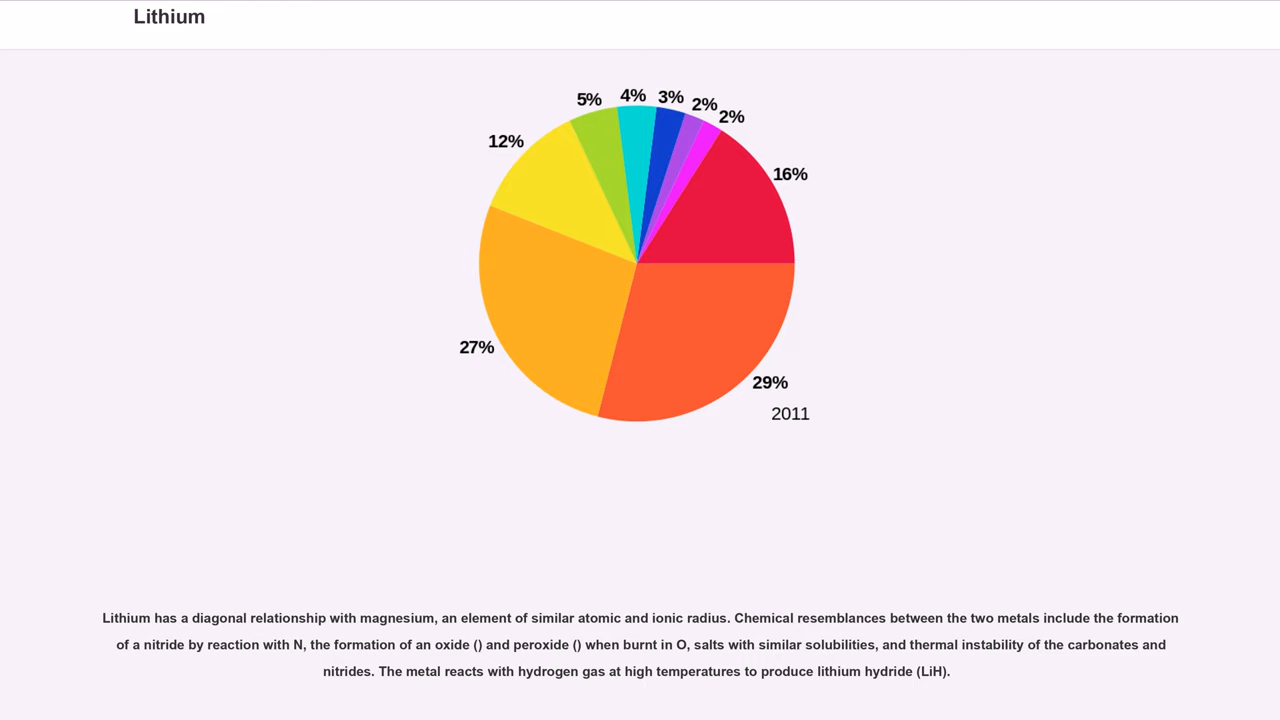 Lithium
5%
4%
3%
2%
2%
12%
16%
27%
29%
2011
Lithium has a diagonal relationship with magnesium, an element of similar atomic and ionic radius. Chemical resemblances between the two metals include the formation
of a nitride by reaction with N, the formation of an oxide () and peroxide () when burnt in O, salts with similar solubilities, and thermal instability of the carbonates and
nitrides. The metal reacts with hydrogen gas at high temperatures to produce lithium hydride (LiH).